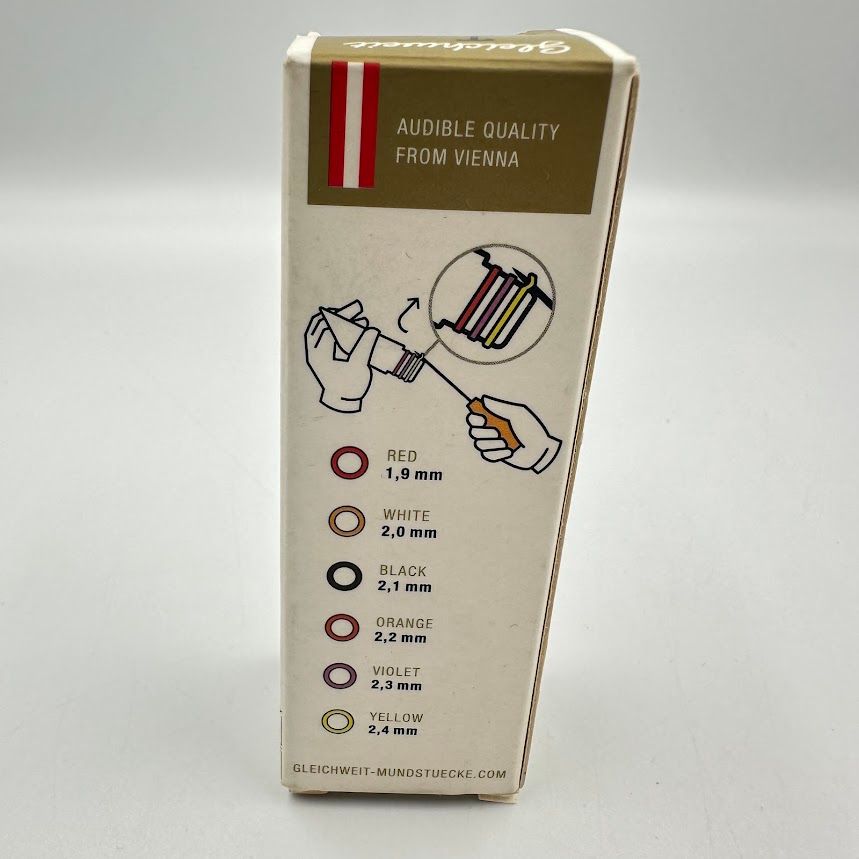 Gleichweit
AUDIBLE QUALITY
FROM VIENNA
RED
1,9 mm
WHITE
2,0 mm
BLACK
2,1 mm
ORANGE
2,2 mm
VIOLET
2,3 mm
YELLOW
2,4 mm
GLEICHWEIT-MUNDSTUECKE.COM